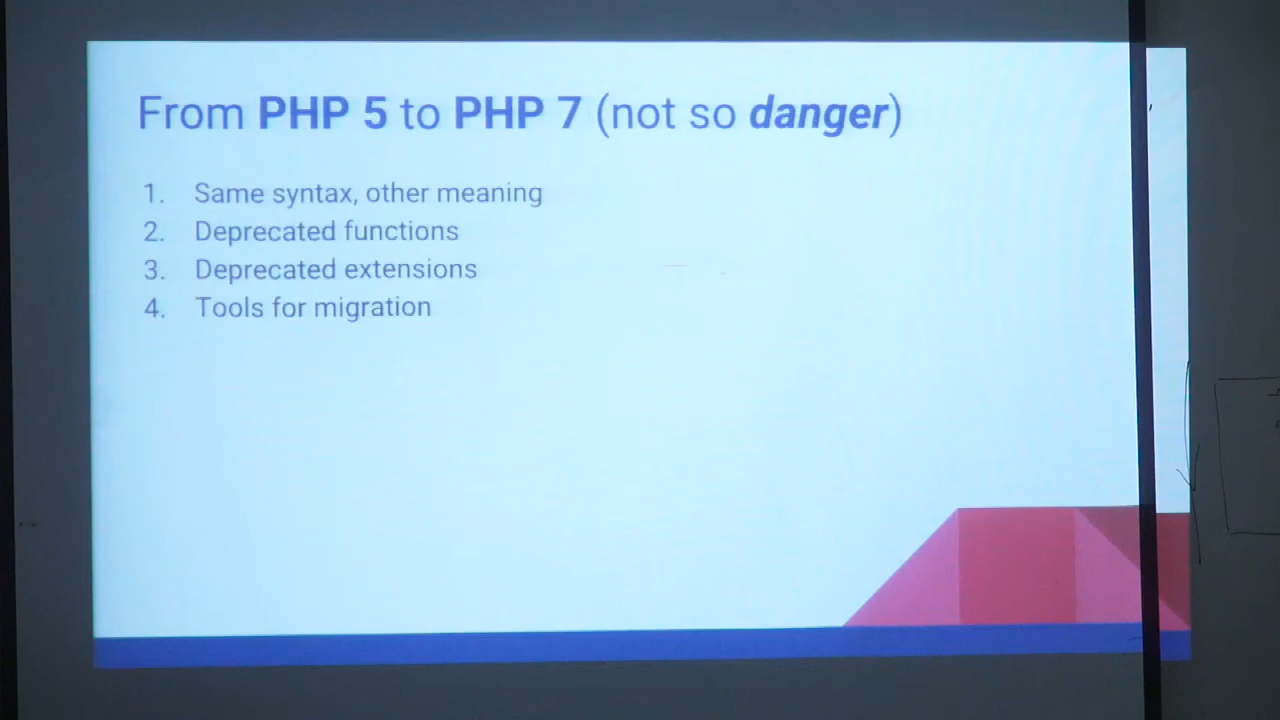 From PHP 5 to PHP 7 (not so danger)
1. Same syntax, other meaning
2. Deprecated functions
3. Deprecated extensions
4. Tools for migration